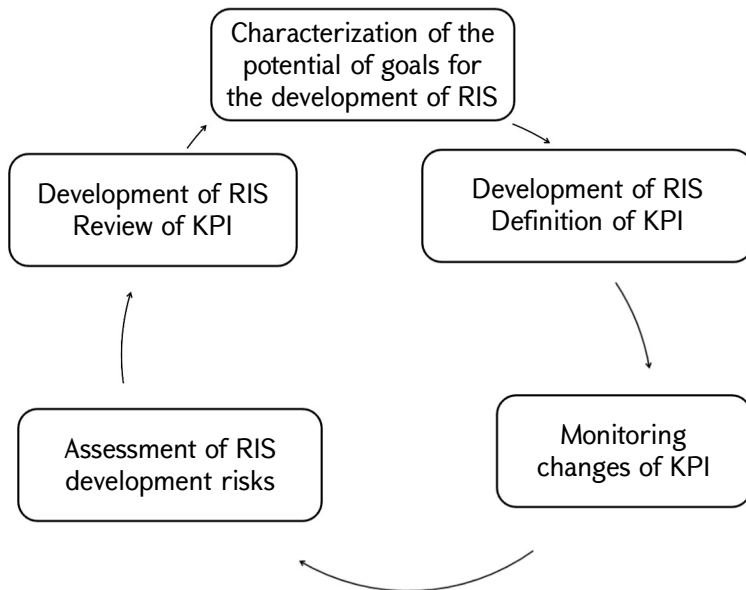 Characterization of the
potential of goals for
the development of RIS
Development of RIS
Definition of KPI
Monitoring
changes of KPI
Assessment of RIS
development risks
Development of RIS
Review of KPI